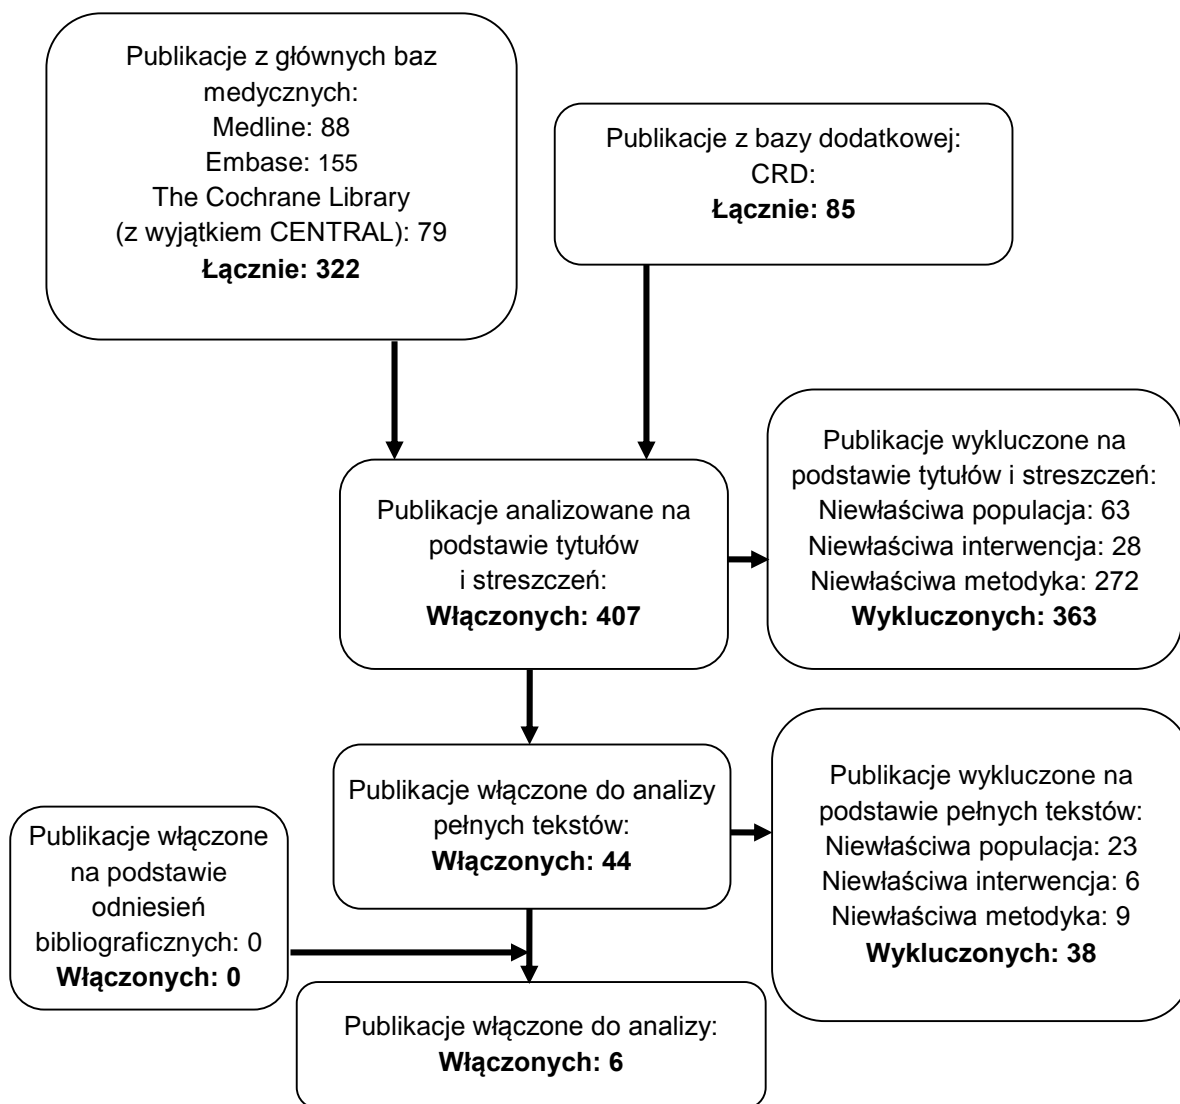 Publikacje z głównych baz
medycznych:
Medline: 88
Embase: 155
The Cochrane Library
(z wyjątkiem CENTRAL): 79
Łącznie: 322
Publikacje z bazy dodatkowej:
CRD:
Łącznie: 85
Publikacje analizowane na
podstawie tytułów
i streszczeń:
Włączonych: 407
Publikacje wykluczone na
podstawie tytułów i streszczeń:
Niewłaściwa populacja: 63
Niewłaściwa interwencja: 28
Niewłaściwa metodyka: 272
Wykluczonych: 363
Publikacje włączone do analizy
pełnych tekstów:
Włączonych: 44
Publikacje wykluczone na
podstawie pełnych tekstów:
Niewłaściwa populacja: 23
Niewłaściwa interwencja: 6
Niewłaściwa metodyka: 9
Wykluczonych: 38
Publikacje włączone
na podstawie
odniesień
bibliograficznych: 0
Włączonych: 0
Publikacje włączone do analizy:
Włączonych: 6